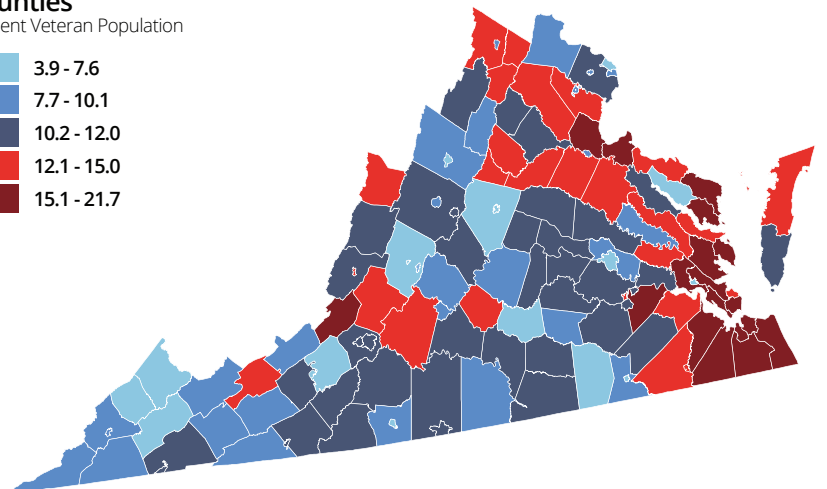 ent Veteran Population
3.9 - 7.6
7.7 - 10.1
10.2 - 12.0
12.1 - 15.0
15.1 - 21.7